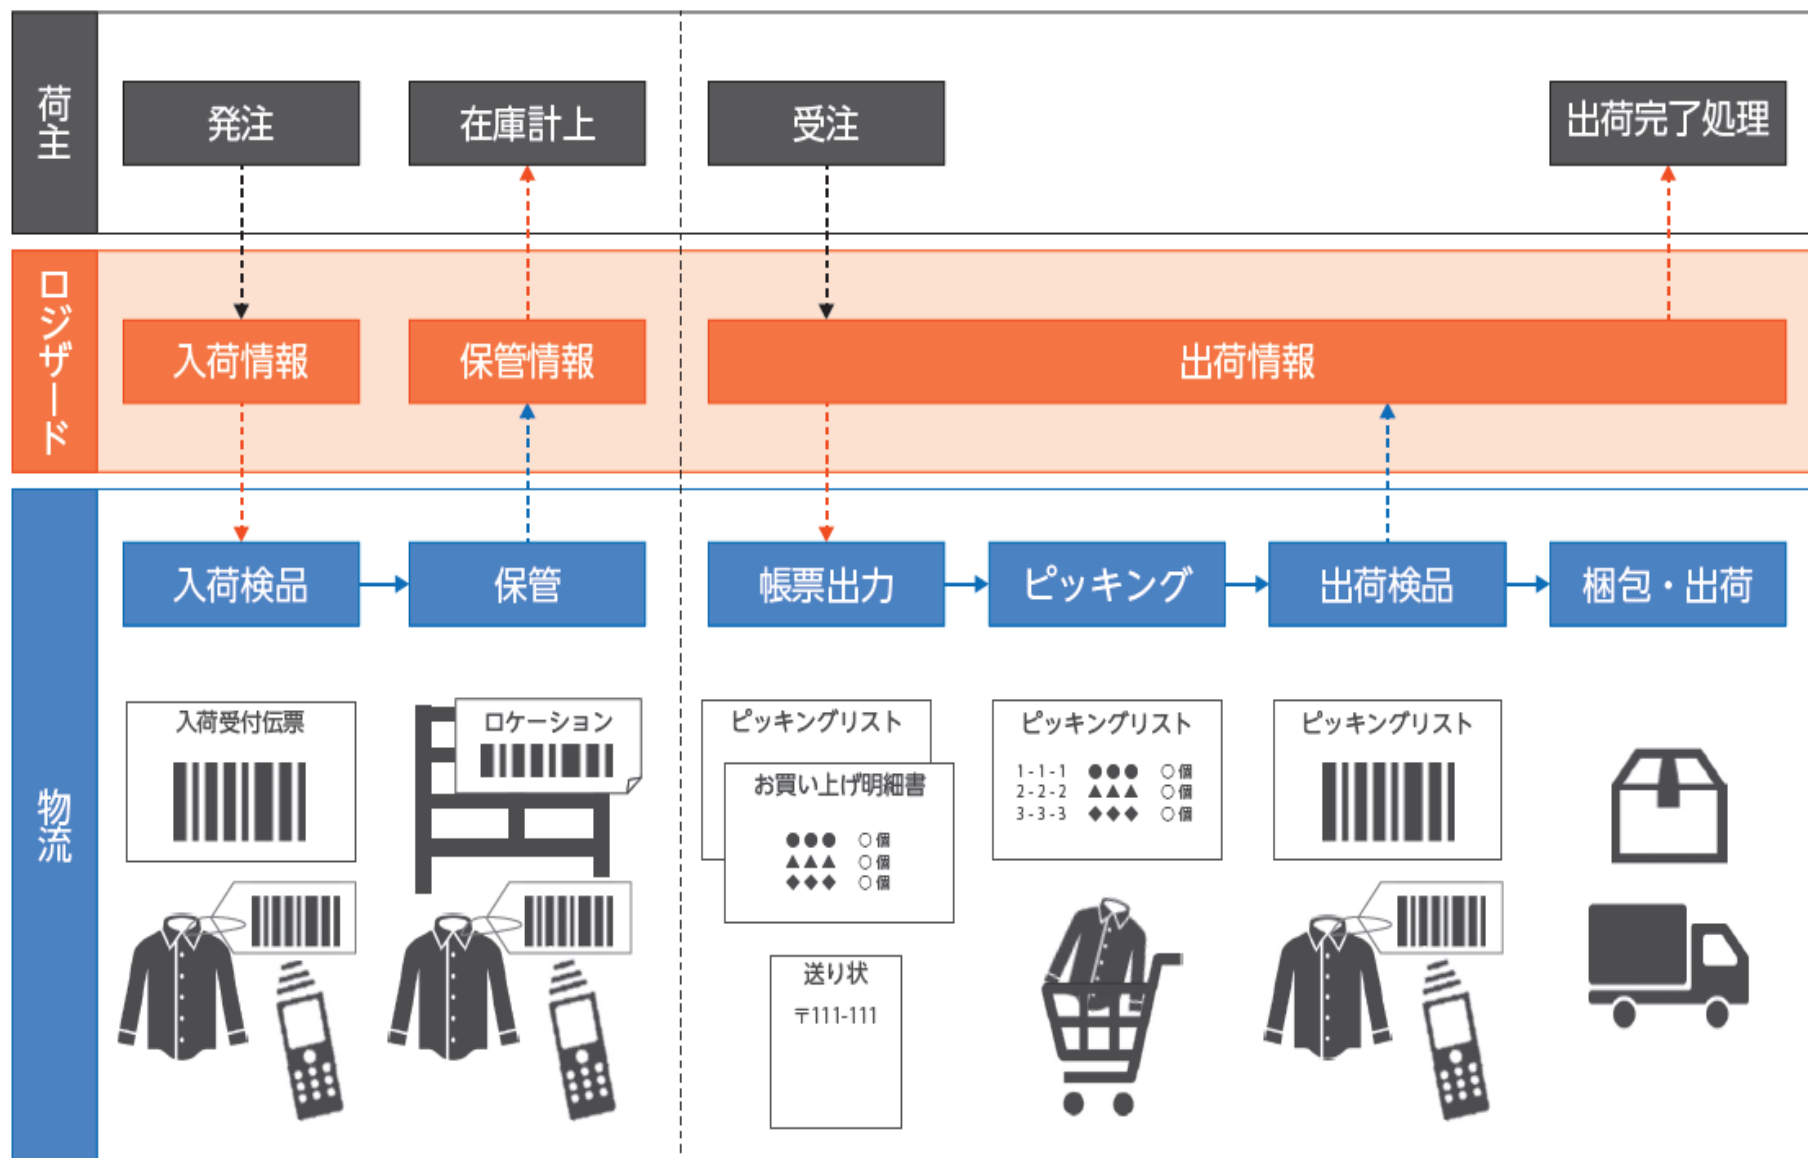 荷主
発注
在庫計上
受注
出荷完了処理
ロジザード
入荷情報
保管情報
出荷情報
物流
入荷検品
保管
帳票出力
ピッキング
出荷検品
梱包・出荷
入荷受付伝票
ロケーション
ピッキングリスト
お買い上げ明細書
●●● ○個
▲▲▲ ○個
◆◆◆ ○個
送り状
〒111-111
ピッキングリスト
1-1-1 ●●● ○個
2-2-2 ▲▲▲ ○個
3-3-3 ◆◆◆ ○個
ピッキングリスト